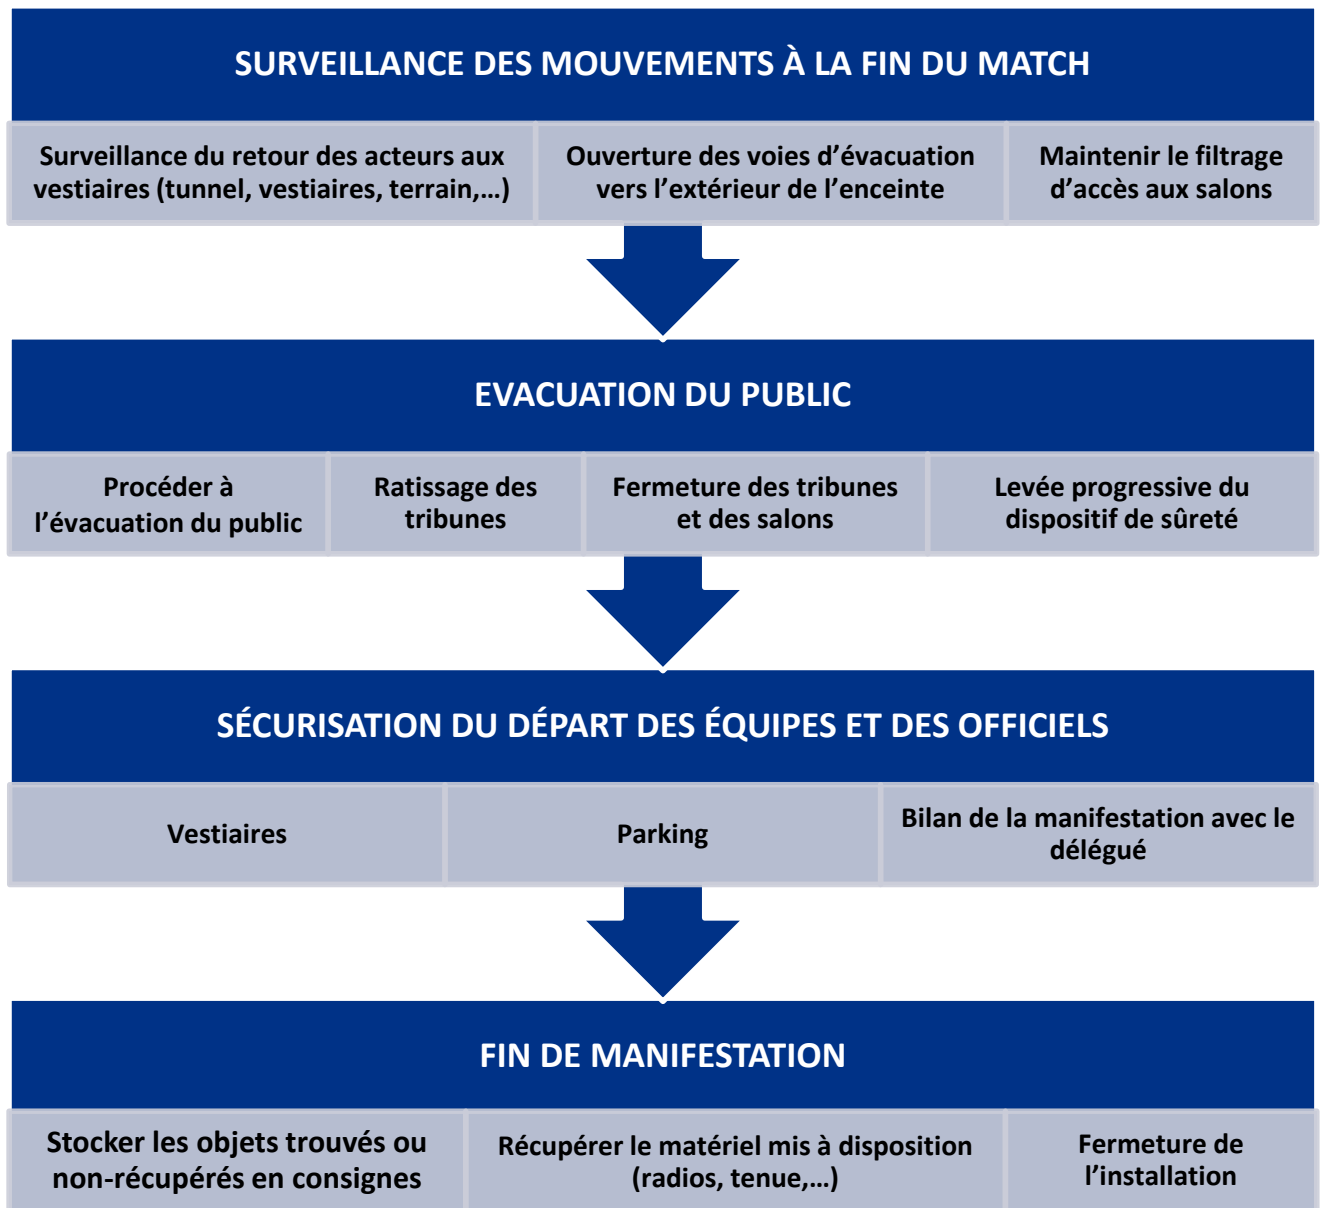 SURVEILLANCE DES MOUVEMENTS À LA FIN DU MATCH
Surveillance du retour des acteurs aux
vestiaires (tunnel, vestiaires, terrain,…)
Ouverture des voies d’évacuation
vers l’extérieur de l’enceinte
Maintenir le filtrage
d’accès aux salons
EVACUATION DU PUBLIC
Procéder à
l’évacuation du public
Ratissage des
tribunes
Fermeture des tribunes
et des salons
Levée progressive du
dispositif de sûreté
SÉCURISATION DU DÉPART DES ÉQUIPES ET DES OFFICIELS
Vestiaires
Parking
Bilan de la manifestation avec le
délégué
FIN DE MANIFESTATION
Stocker les objets trouvés ou
non-récupérés en consignes
Récupérer le matériel mis à disposition
(radios, tenue,…)
Fermeture de
l’installation